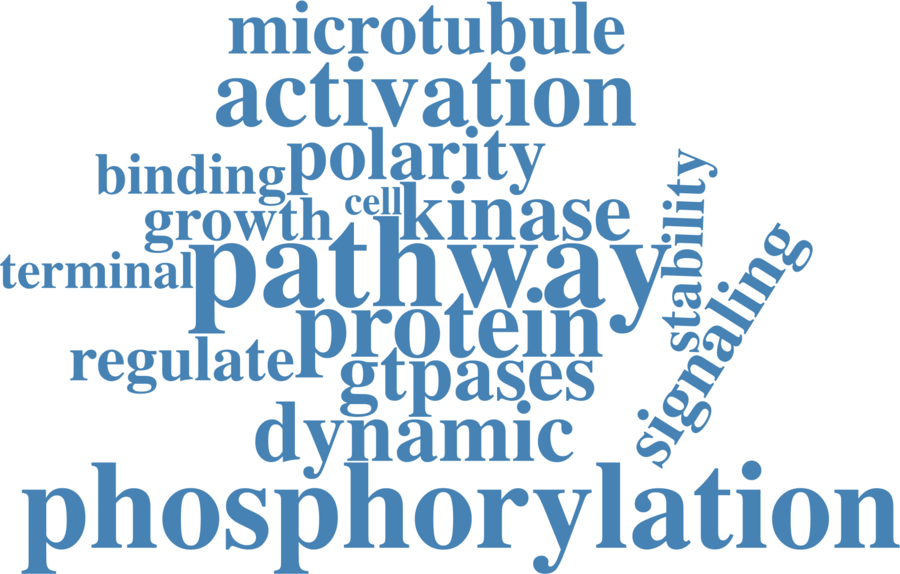 microtubule
activation
polarity
binding
cell
kinase
growth
stability
pathway
terminal
signaling
protein
regulate
gtpases
dynamic
phosphorylation